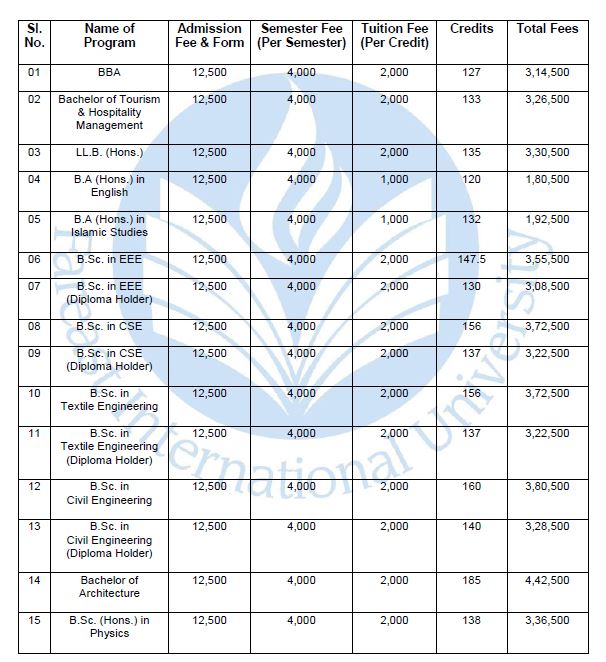 Sl. No. Name of Program Admission Fee & Form Semester Fee (Per Semester) Tuition Fee (Per Credit) Credits Total Fees
01 BBA 12,500 4,000 2,000 127 3,14,500
02 Bachelor of Tourism & Hospitality Management 12,500 4,000 2,000 133 3,26,500
03 LL.B. (Hons.) 12,500 4,000 2,000 135 3,30,500
04 B.A (Hons.) in English 12,500 4,000 1,000 120 1,80,500
05 B.A (Hons.) in Islamic Studies 12,500 4,000 1,000 132 1,92,500
06 B.Sc. in EEE 12,500 4,000 2,000 147.5 3,55,500
07 B.Sc. in EEE (Diploma Holder) 12,500 4,000 2,000 130 3,08,500
08 B.Sc. in CSE 12,500 4,000 2,000 156 3,72,500
09 B.Sc. in CSE (Diploma Holder) 12,500 4,000 2,000 137 3,22,500
10 B.Sc. in Textile Engineering 12,500 4,000 2,000 156 3,72,500
11 B.Sc. in Textile Engineering (Diploma Holder) 12,500 4,000 2,000 137 3,22,500
12 B.Sc. in Civil Engineering 12,500 4,000 2,000 160 3,80,500
13 B.Sc. in Civil Engineering (Diploma Holder) 12,500 4,000 2,000 140 3,28,500
14 Bachelor of Architecture 12,500 4,000 2,000 185 4,42,500
15 B.Sc. (Hons.) in Physics 12,500 4,000 2,000 138 3,36,500
Fareast International University